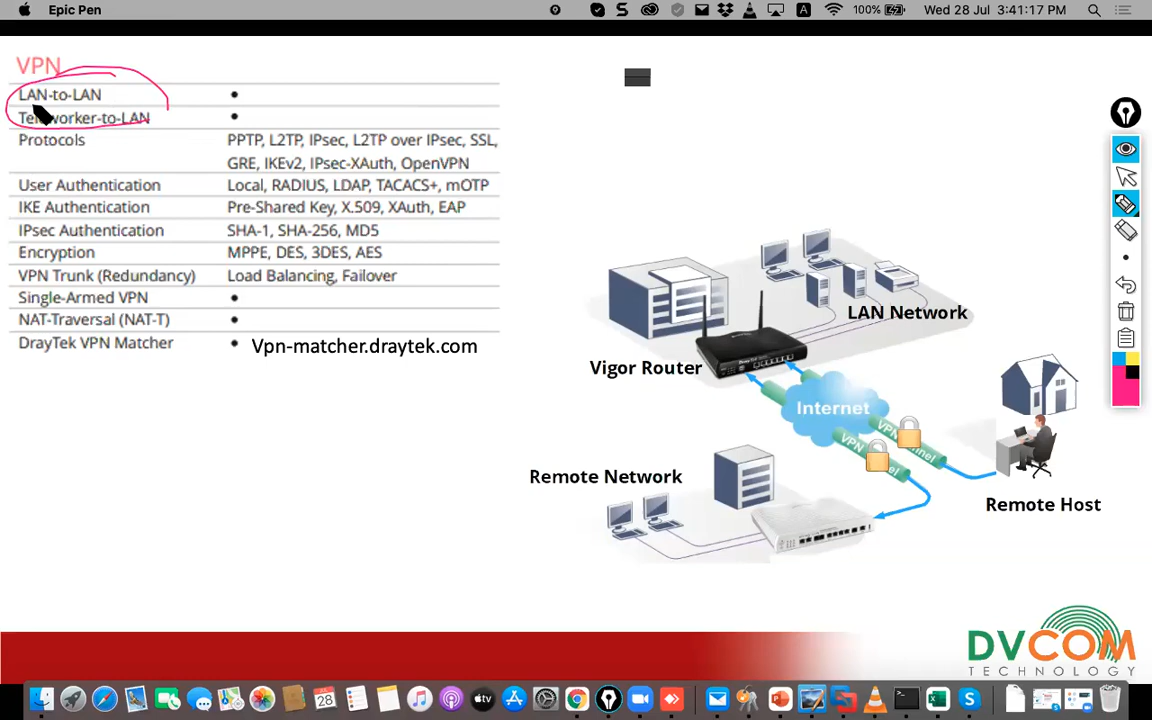 Epic Pen
100%
Wed 28 Jul 3:41:17 PM
VPN
LAN-to-LAN •
Teleworker-to-LAN •
Protocols PPTP, L2TP, IPsec, L2TP over IPsec, SSL,
GRE, IKEv2, IPsec-XAuth, OpenVPN
User Authentication Local, RADIUS, LDAP, TACACS+, mOTP
IKE Authentication Pre-Shared Key, X.509, XAuth, EAP
IPsec Authentication SHA-1, SHA-256, MD5
Encryption MPPE, DES, 3DES, AES
VPN Trunk (Redundancy) Load Balancing, Failover
Single-Armed VPN •
NAT-Traversal (NAT-T) •
DrayTek VPN Matcher • Vpn-matcher.draytek.com
LAN Network
Vigor Router
Internet
VPN
VPN
Remote Network
Remote Host
DVCOM
TECHNOLOGY
28
tv